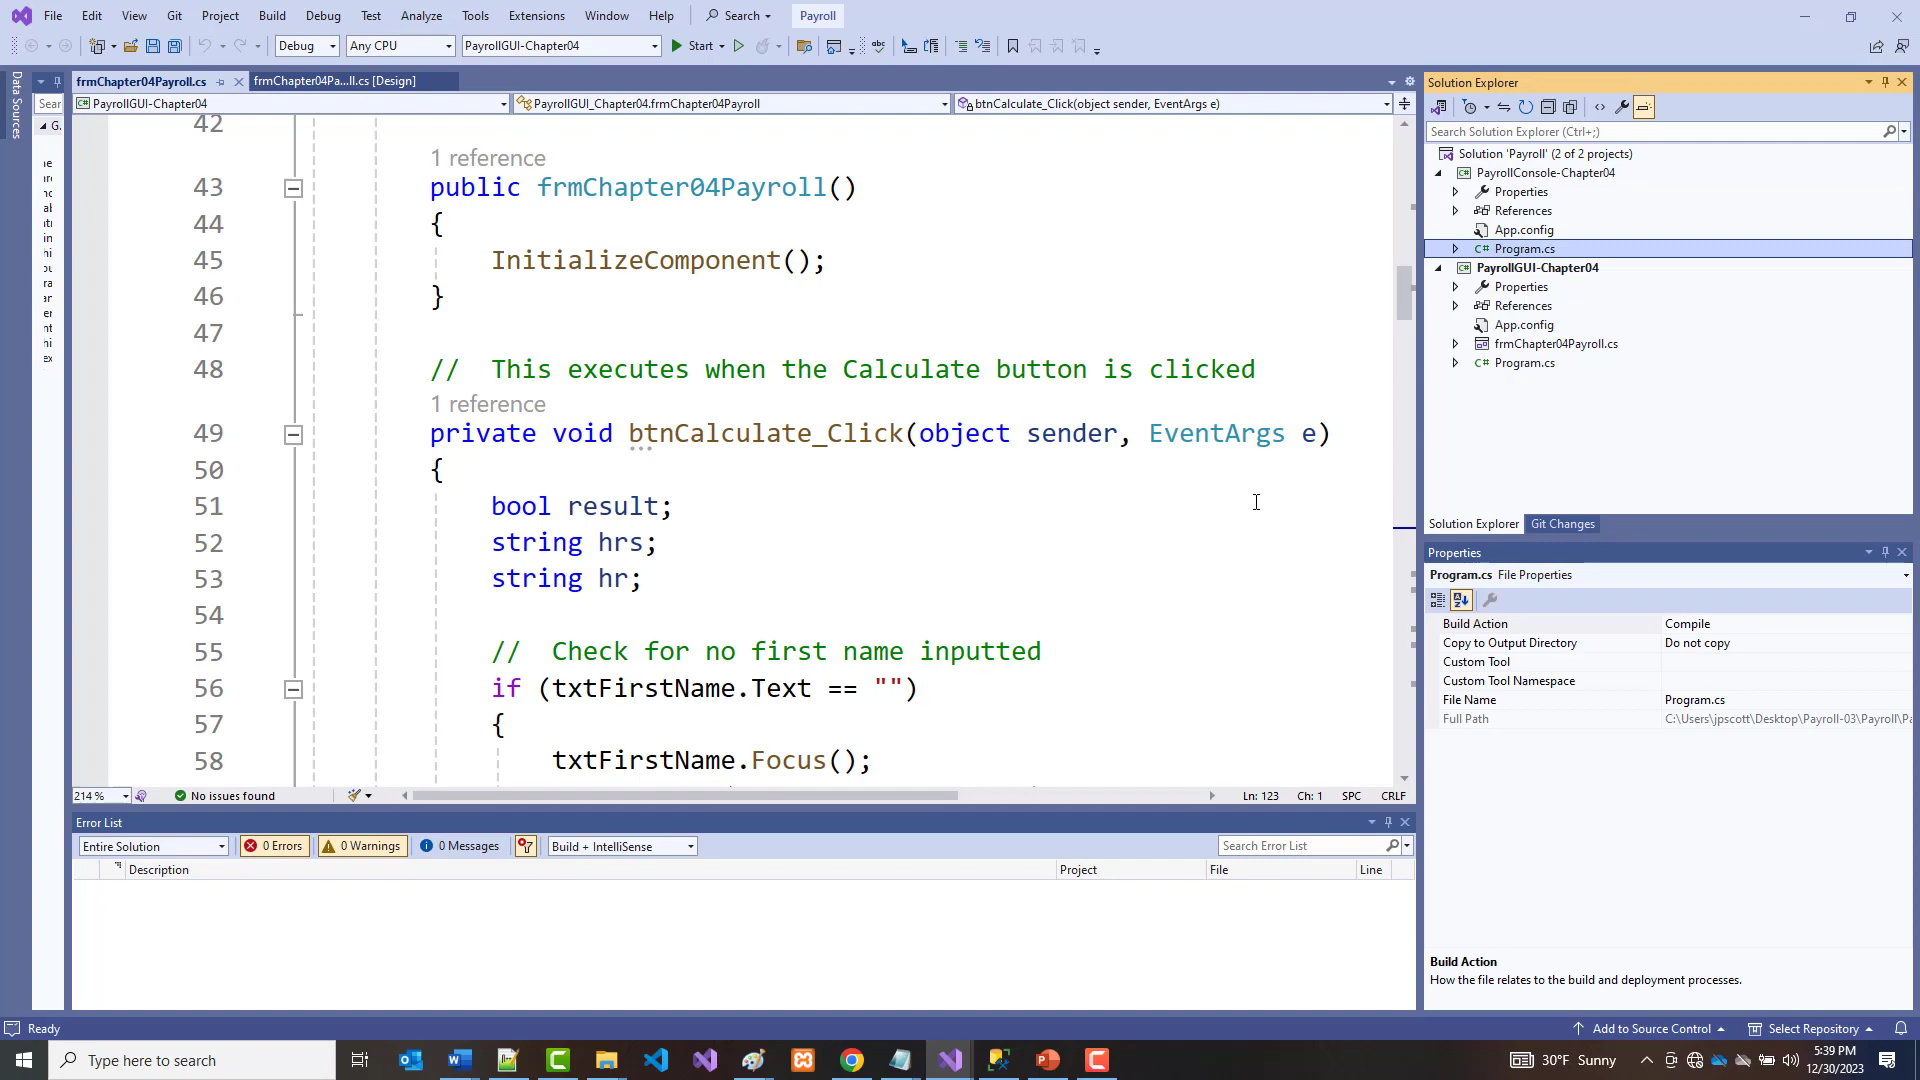 File Edit View Git Project Build Debug Test Analyze Tools Extensions Window Help Search Payroll
Debug Any CPU PayrollGUI-Chapter04 Start
Data Sources
frmChapter04Payroll.cs frmChapter04Pa...ll.cs [Design]
Sear PayrollGUI-Chapter04 PayrollGUI_Chapter04.frmChapter04Payroll btnCalculate_Click(object sender, EventArgs e)
42
1 reference
43 public frmChapter04Payroll()
44 {
45 InitializeComponent();
46 }
47
48 // This executes when the Calculate button is clicked
1 reference
49 private void btnCalculate_Click(object sender, EventArgs e)
50 {
51 bool result;
52 string hrs;
53 string hr;
54
55 // Check for no first name inputted
56 if (txtFirstName.Text == "")
57 {
58 txtFirstName.Focus();
214 % No issues found Ln: 123 Ch: 1 SPC CRLF
Error List
Entire Solution 0 Errors 0 Warnings 0 Messages Build + IntelliSense Search Error List
Description Project File Line
Solution Explorer
Search Solution Explorer (Ctrl+;)
Solution 'Payroll' (2 of 2 projects)
PayrollConsole-Chapter04
Properties
References
App.config
C# Program.cs
PayrollGUI-Chapter04
Properties
References
App.config
frmChapter04Payroll.cs
C# Program.cs
Solution Explorer Git Changes
Properties
Program.cs File Properties
Build Action Compile
Copy to Output Directory Do not copy
Custom Tool
Custom Tool Namespace
File Name Program.cs
Full Path C:\Users\jpscott\Desktop\Payroll-03\Payroll\Pa
Build Action
How the file relates to the build and deployment processes.
Ready Add to Source Control Select Repository
Type here to search 30°F Sunny 5:39 PM
12/30/2023